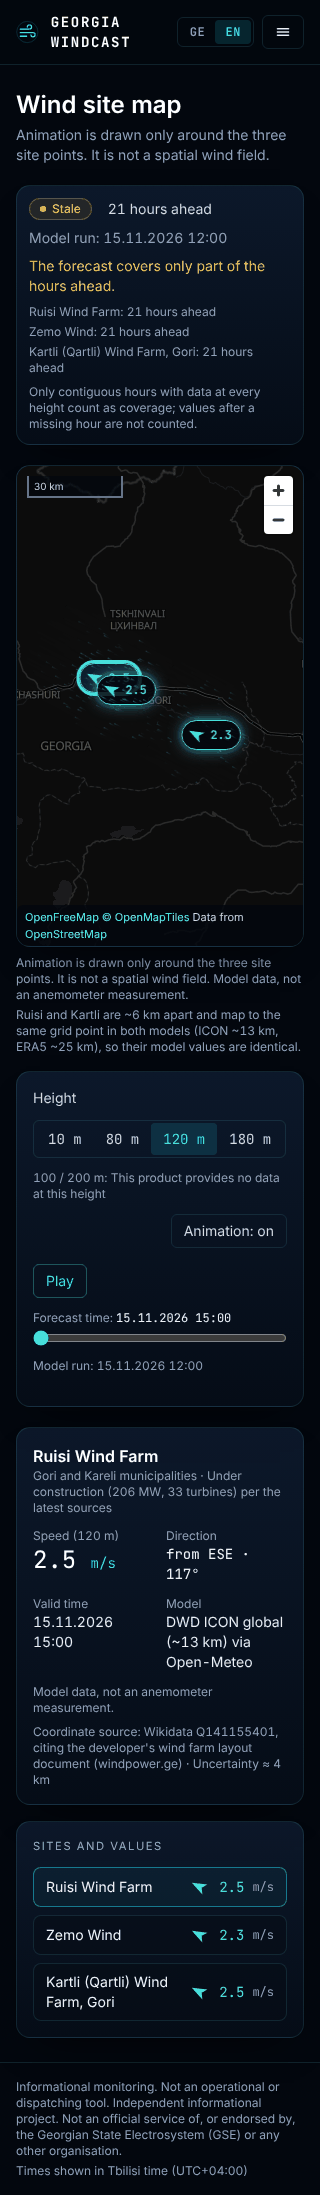 GEORGIA
WINDCAST
GE
EN
Wind site map
Animation is drawn only around the three
site points. It is not a spatial wind field.
Stale
21 hours ahead
Model run: 15.11.2026 12:00
The forecast covers only part of the
hours ahead.
Ruisi Wind Farm: 21 hours ahead
Zemo Wind: 21 hours ahead
Kartli (Qartli) Wind Farm, Gori: 21 hours
ahead
Only contiguous hours with data at every
height count as coverage; values after a
missing hour are not counted.
30 km
+
−
TSKHINVALI
ЦХИНВАЛ
2.5
HASHURI
ORI
2.3
GEORGIA
OpenFreeMap © OpenMapTiles Data from
OpenStreetMap
Animation is drawn only around the three site
points. It is not a spatial wind field. Model data, not
an anemometer measurement.
Ruisi and Kartli are ~6 km apart and map to the
same grid point in both models (ICON ~13 km,
ERA5 ~25 km), so their model values are identical.
Height
10 m
80 m
120 m
180 m
100 / 200 m: This product provides no data
at this height
Animation: on
Play
Forecast time: 15.11.2026 15:00
Model run: 15.11.2026 12:00
Ruisi Wind Farm
Gori and Kareli municipalities · Under
construction (206 MW, 33 turbines) per the
latest sources
Speed (120 m)
2.5 m/s
Direction
from ESE ·
117°
Valid time
15.11.2026
15:00
Model
DWD ICON global
(~13 km) via
Open-Meteo
Model data, not an anemometer
measurement.
Coordinate source: Wikidata Q141155401,
citing the developer's wind farm layout
document (windpower.ge) · Uncertainty ≈ 4
km
SITES AND VALUES
Ruisi Wind Farm 2.5 m/s
Zemo Wind 2.3 m/s
Kartli (Qartli) Wind
Farm, Gori 2.5 m/s
Informational monitoring. Not an operational or
dispatching tool. Independent informational
project. Not an official service of, or endorsed by,
the Georgian State Electrosystem (GSE) or any
other organisation.
Times shown in Tbilisi time (UTC+04:00)